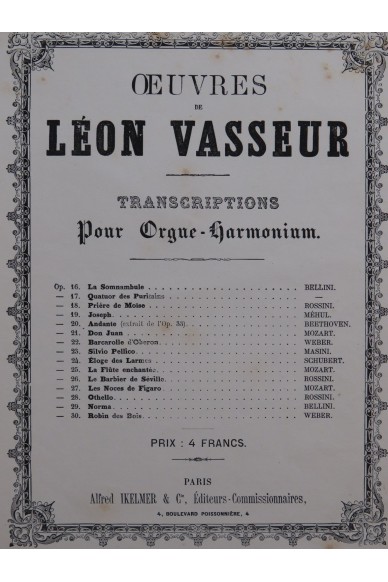 ŒUVRES
DE
LÉON VASSEUR
TRANSCRIPTIONS
Pour Orgue-Harmonium.
Op. 16. La Somnambule BELLINI.
— 17. Quatuor des Puritains —
— 18. Prière de Moïse ROSSINI.
— 19. Joseph MÉHUL.
— 20. Andante (extrait de l'Op. 35) BEETHOVEN.
— 21. Don Juan MOZART.
— 22. Barcarolle d'Oberon WEBER.
— 23. Silvio Pellico MASINI.
— 24. Éloge des Larmes SCHUBERT.
— 25. La Flûte enchantée MOZART.
— 26. Le Barbier de Séville ROSSINI.
— 27. Les Noces de Figaro MOZART.
— 28. Othello ROSSINI.
— 29. Norma BELLINI.
— 30. Robin des Bois WEBER.
PRIX : 4 FRANCS.
PARIS
Alfred IKELMER & Cie, Éditeurs-Commissionnaires,
4, BOULEVARD POISSONNIÈRE, 4